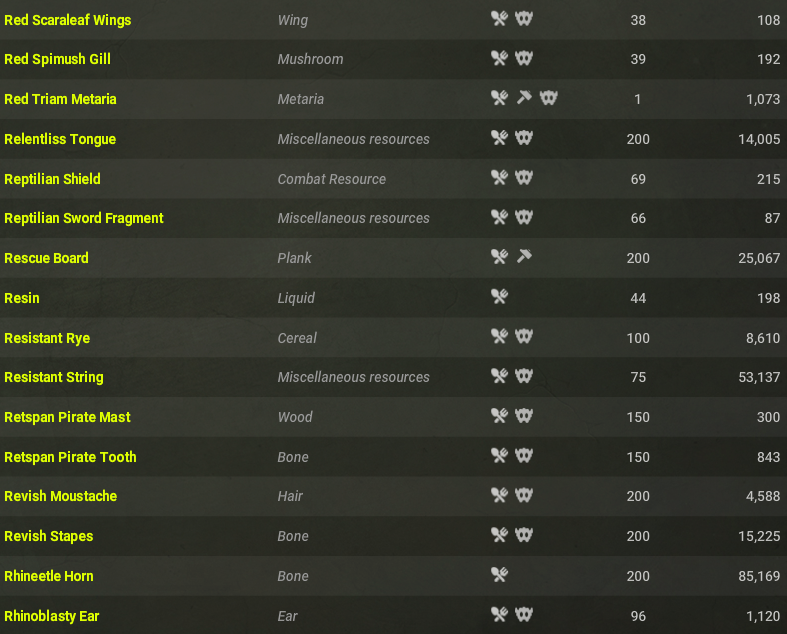 Red Scaraleaf Wings Wing 38 108
Red Spimush Gill Mushroom 39 192
Red Triam Metaria Metaria 1 1,073
Relentliss Tongue Miscellaneous resources 200 14,005
Reptilian Shield Combat Resource 69 215
Reptilian Sword Fragment Miscellaneous resources 66 87
Rescue Board Plank 200 25,067
Resin Liquid 44 198
Resistant Rye Cereal 100 8,610
Resistant String Miscellaneous resources 75 53,137
Retspan Pirate Mast Wood 150 300
Retspan Pirate Tooth Bone 150 843
Revish Moustache Hair 200 4,588
Revish Stapes Bone 200 15,225
Rhineetle Horn Bone 200 85,169
Rhinoblasty Ear Ear 96 1,120